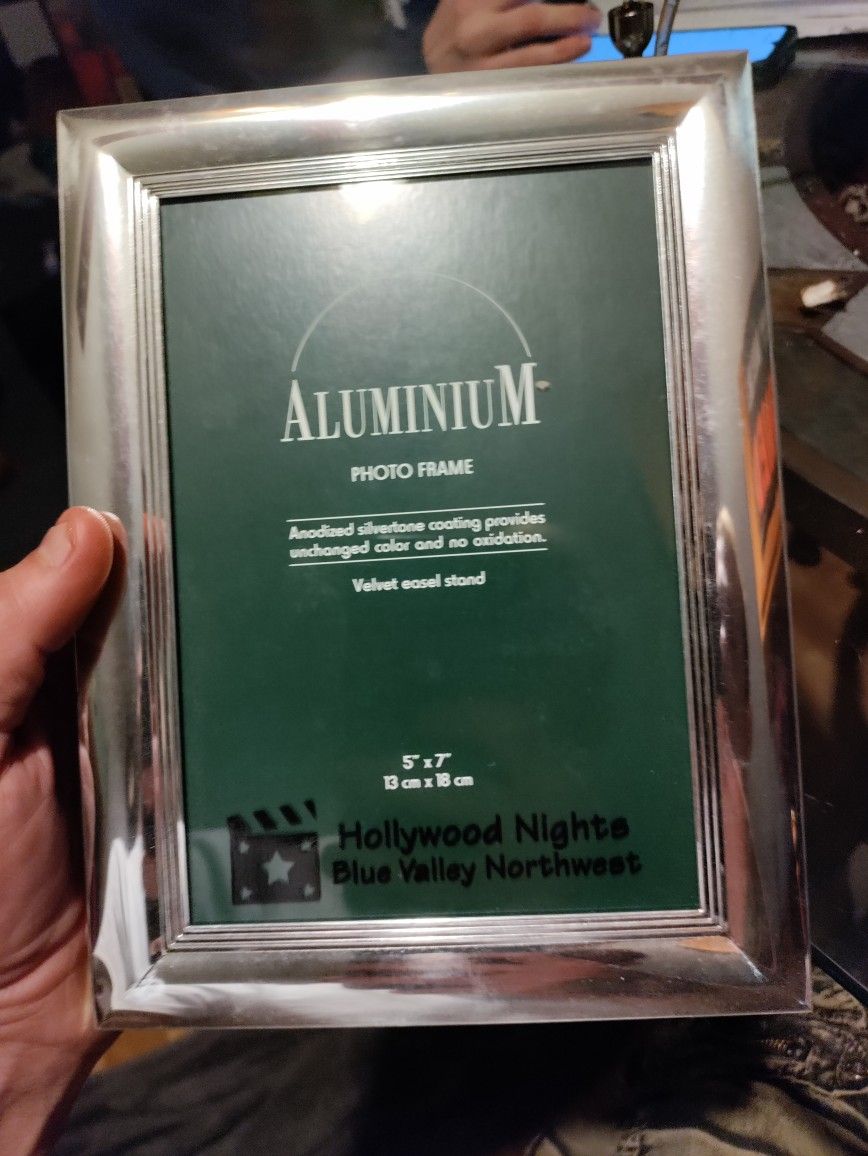 ALUMINIUM
PHOTO FRAME
Anodized silvertone coating provides
unchanged color and no oxidation.
Velvet easel stand
5" x 7"
13 cm x 18 cm
Hollywood Nights
Blue Valley Northwest